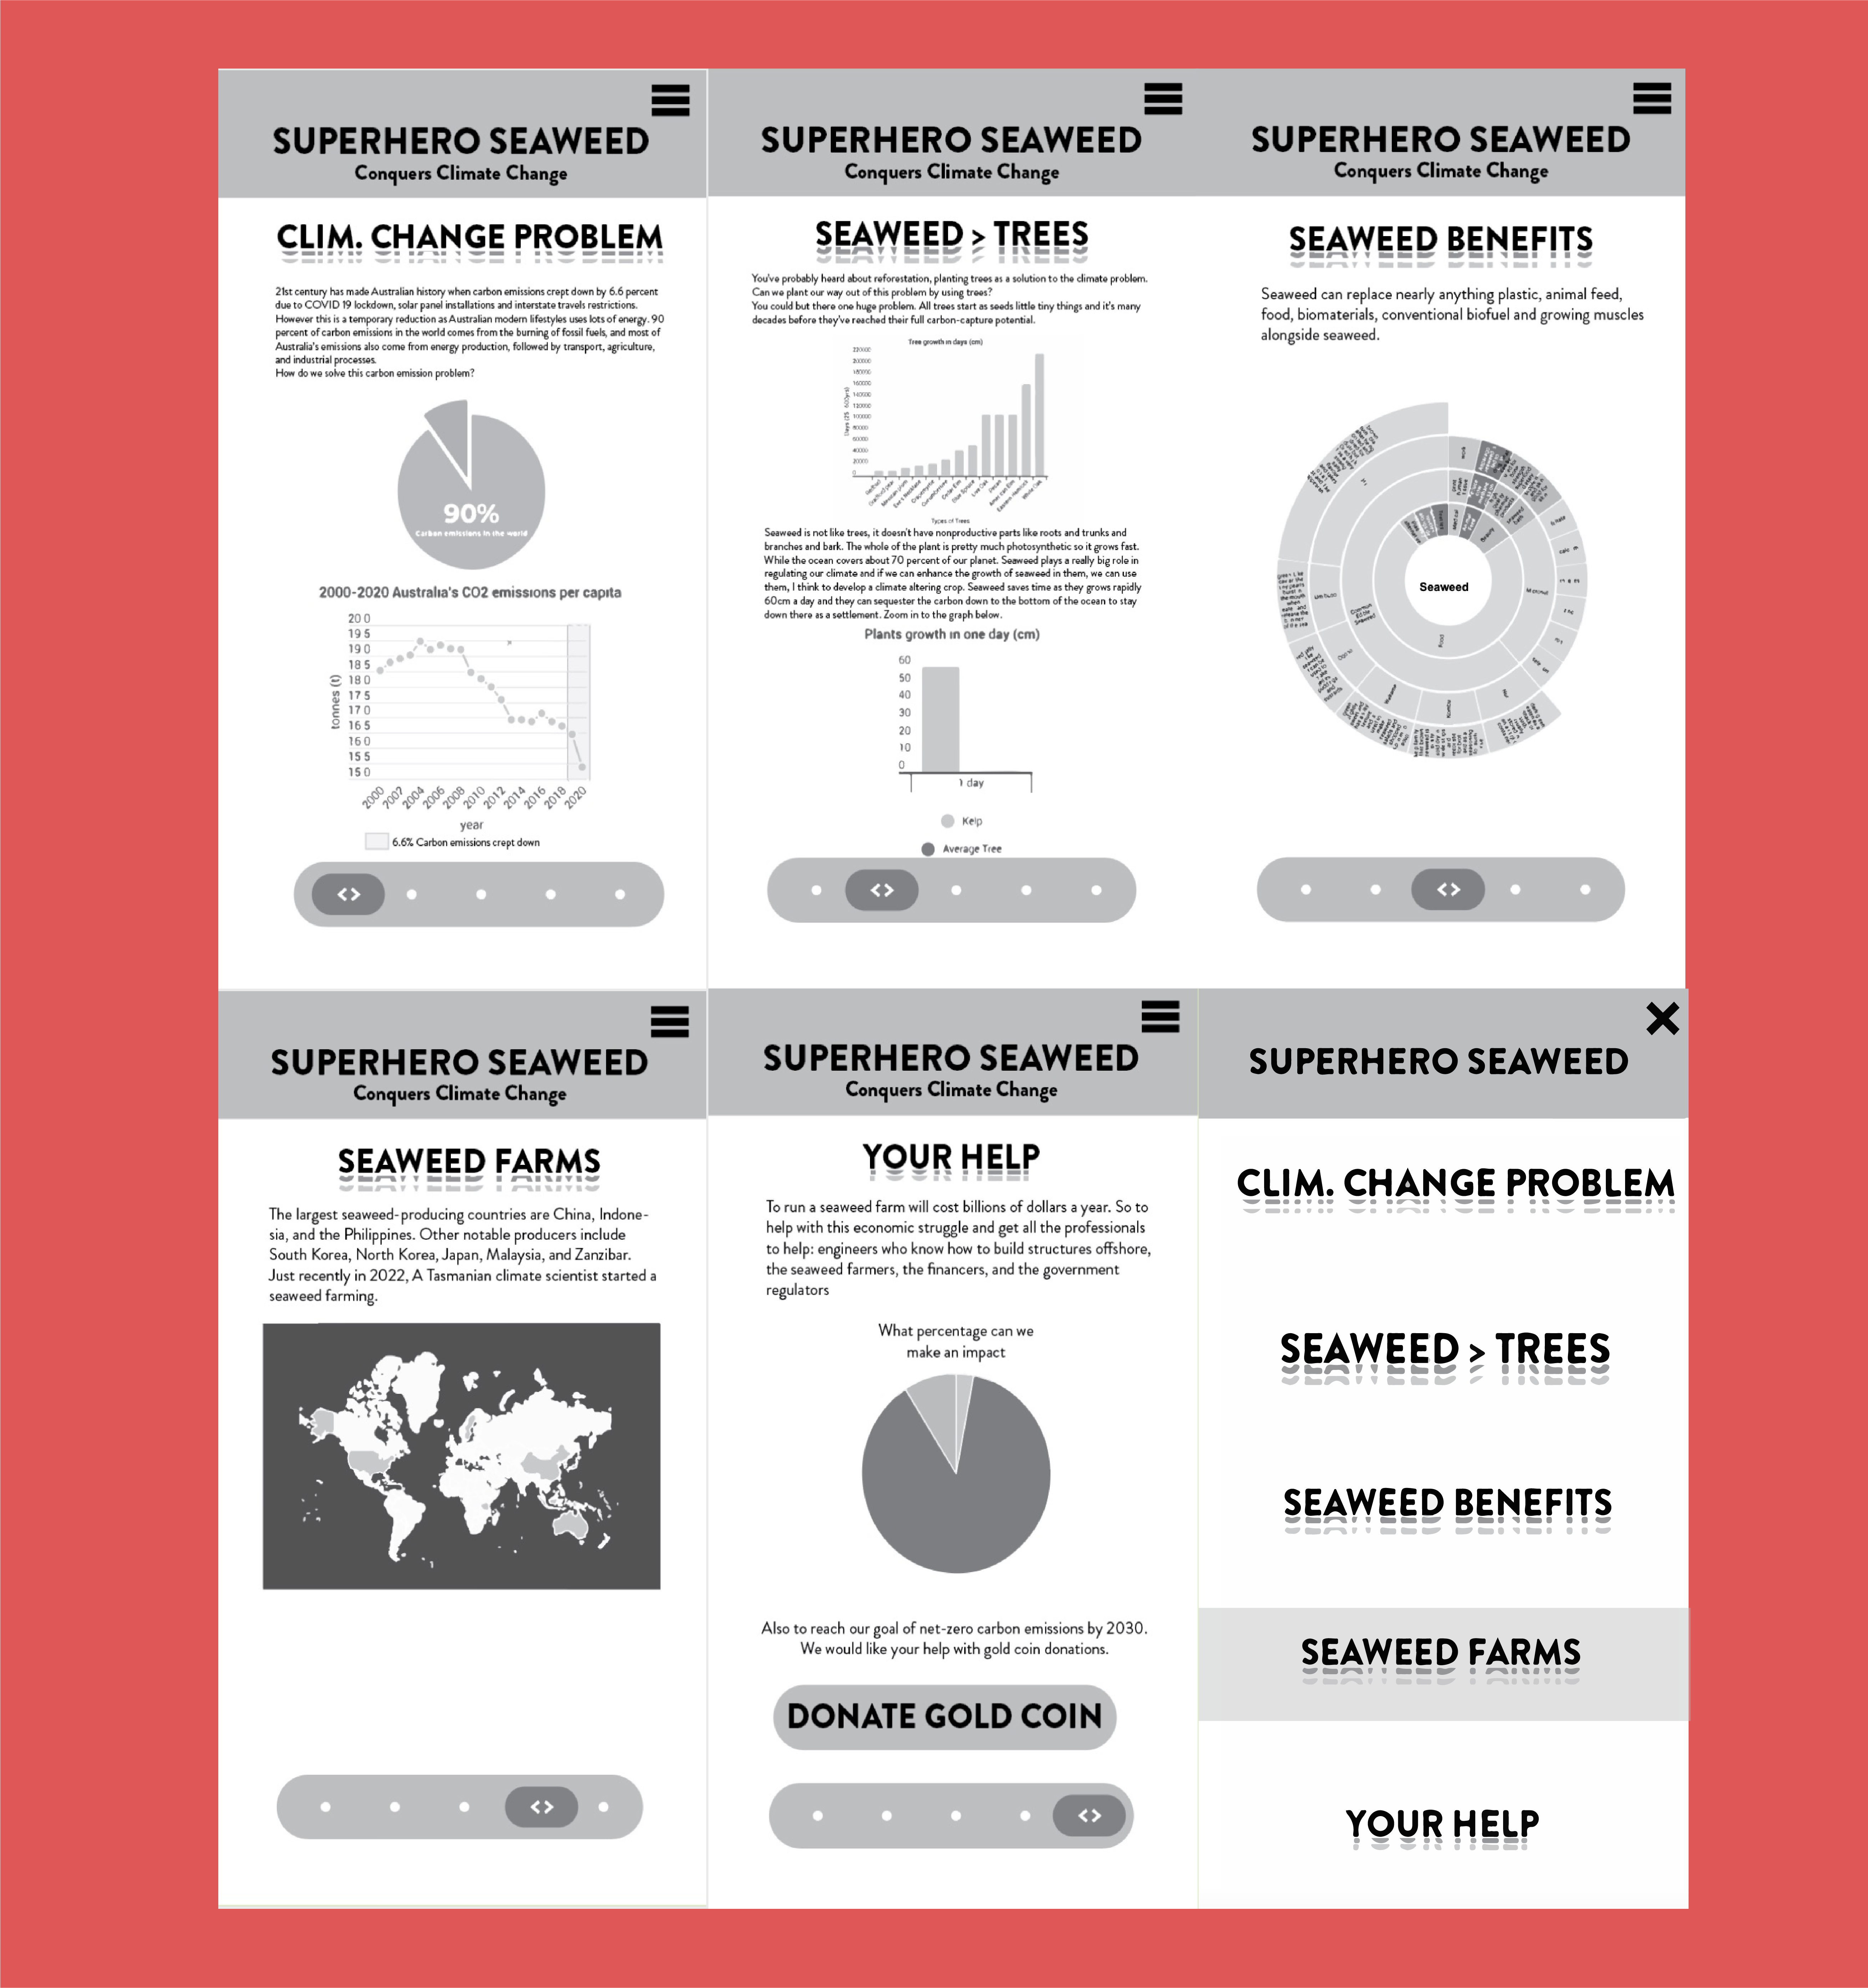 SUPERHERO SEAWEED
Conquers Climate Change
CLIM. CHANGE PROBLEM
21st century has made Australian history when carbon emissions crept down by 6.6 percent
due to COVID 19 lockdown, solar panel installations and interstate travels restrictions.
However this is a temporary reduction as Australian modern lifestyles uses lots of energy. 90
percent of carbon emissions in the world comes from the burning of fossil fuels, and most of
Australia's emissions also come from energy production, followed by transport, agriculture,
and industrial processes.
How do we solve this carbon emission problem?
90%
Carbon emissions in the world
2000-2020 Australia's CO2 emissions per capita
20 0
19 5
19 0
18 5
18 0
17 5
17 0
16 5
16 0
15 5
15 0
tonnes (t)
2000
2002
2004
2006
2008
2010
2012
2014
2016
2018
2020
year
6.6% Carbon emissions crept down
SUPERHERO SEAWEED
Conquers Climate Change
SEAWEED > TREES
You've probably heard about reforestation, planting trees as a solution to the climate problem.
Can we plant our way out of this problem by using trees?
You could but there one huge problem. All trees start as seeds little tiny things and it's many
decades before they've reached their full carbon-capture potential.
Tree growth in days (cm)
220000
200000
180000
160000
140000
120000
100000
80000
60000
40000
20000
0
Types of Trees
Seaweed is not like trees, it doesn't have nonproductive parts like roots and trunks and
branches and bark. The whole of the plant is pretty much photosynthetic so it grows fast.
While the ocean covers about 70 percent of our planet. Seaweed plays a really big role in
regulating our climate and if we can enhance the growth of seaweed in them, we can use
them, I think to develop a climate altering crop. Seaweed saves time as they grows rapidly
60cm a day and they can sequester the carbon down to the bottom of the ocean to stay
down there as a settlement. Zoom in to the graph below.
Plants growth in one day (cm)
60
50
40
30
20
10
0
day
Kelp
Average Tree
SUPERHERO SEAWEED
Conquers Climate Change
SEAWEED BENEFITS
Seaweed can replace nearly anything plastic, animal feed,
food, biomaterials, conventional biofuel and growing muscles
alongside seaweed.
Seaweed
Food
Beauty
SUPERHERO SEAWEED
Conquers Climate Change
SEAWEED FARMS
The largest seaweed-producing countries are China, Indone-
sia, and the Philippines. Other notable producers include
South Korea, North Korea, Japan, Malaysia, and Zanzibar.
Just recently in 2022, A Tasmanian climate scientist started a
seaweed farming.
SUPERHERO SEAWEED
Conquers Climate Change
YOUR HELP
To run a seaweed farm will cost billions of dollars a year. So to
help with this economic struggle and get all the professionals
to help: engineers who know how to build structures offshore,
the seaweed farmers, the financers, and the government
regulators
What percentage can we
make an impact
Also to reach our goal of net-zero carbon emissions by 2030.
We would like your help with gold coin donations.
DONATE GOLD COIN
SUPERHERO SEAWEED
CLIM. CHANGE PROBLEM
SEAWEED > TREES
SEAWEED BENEFITS
SEAWEED FARMS
YOUR HELP